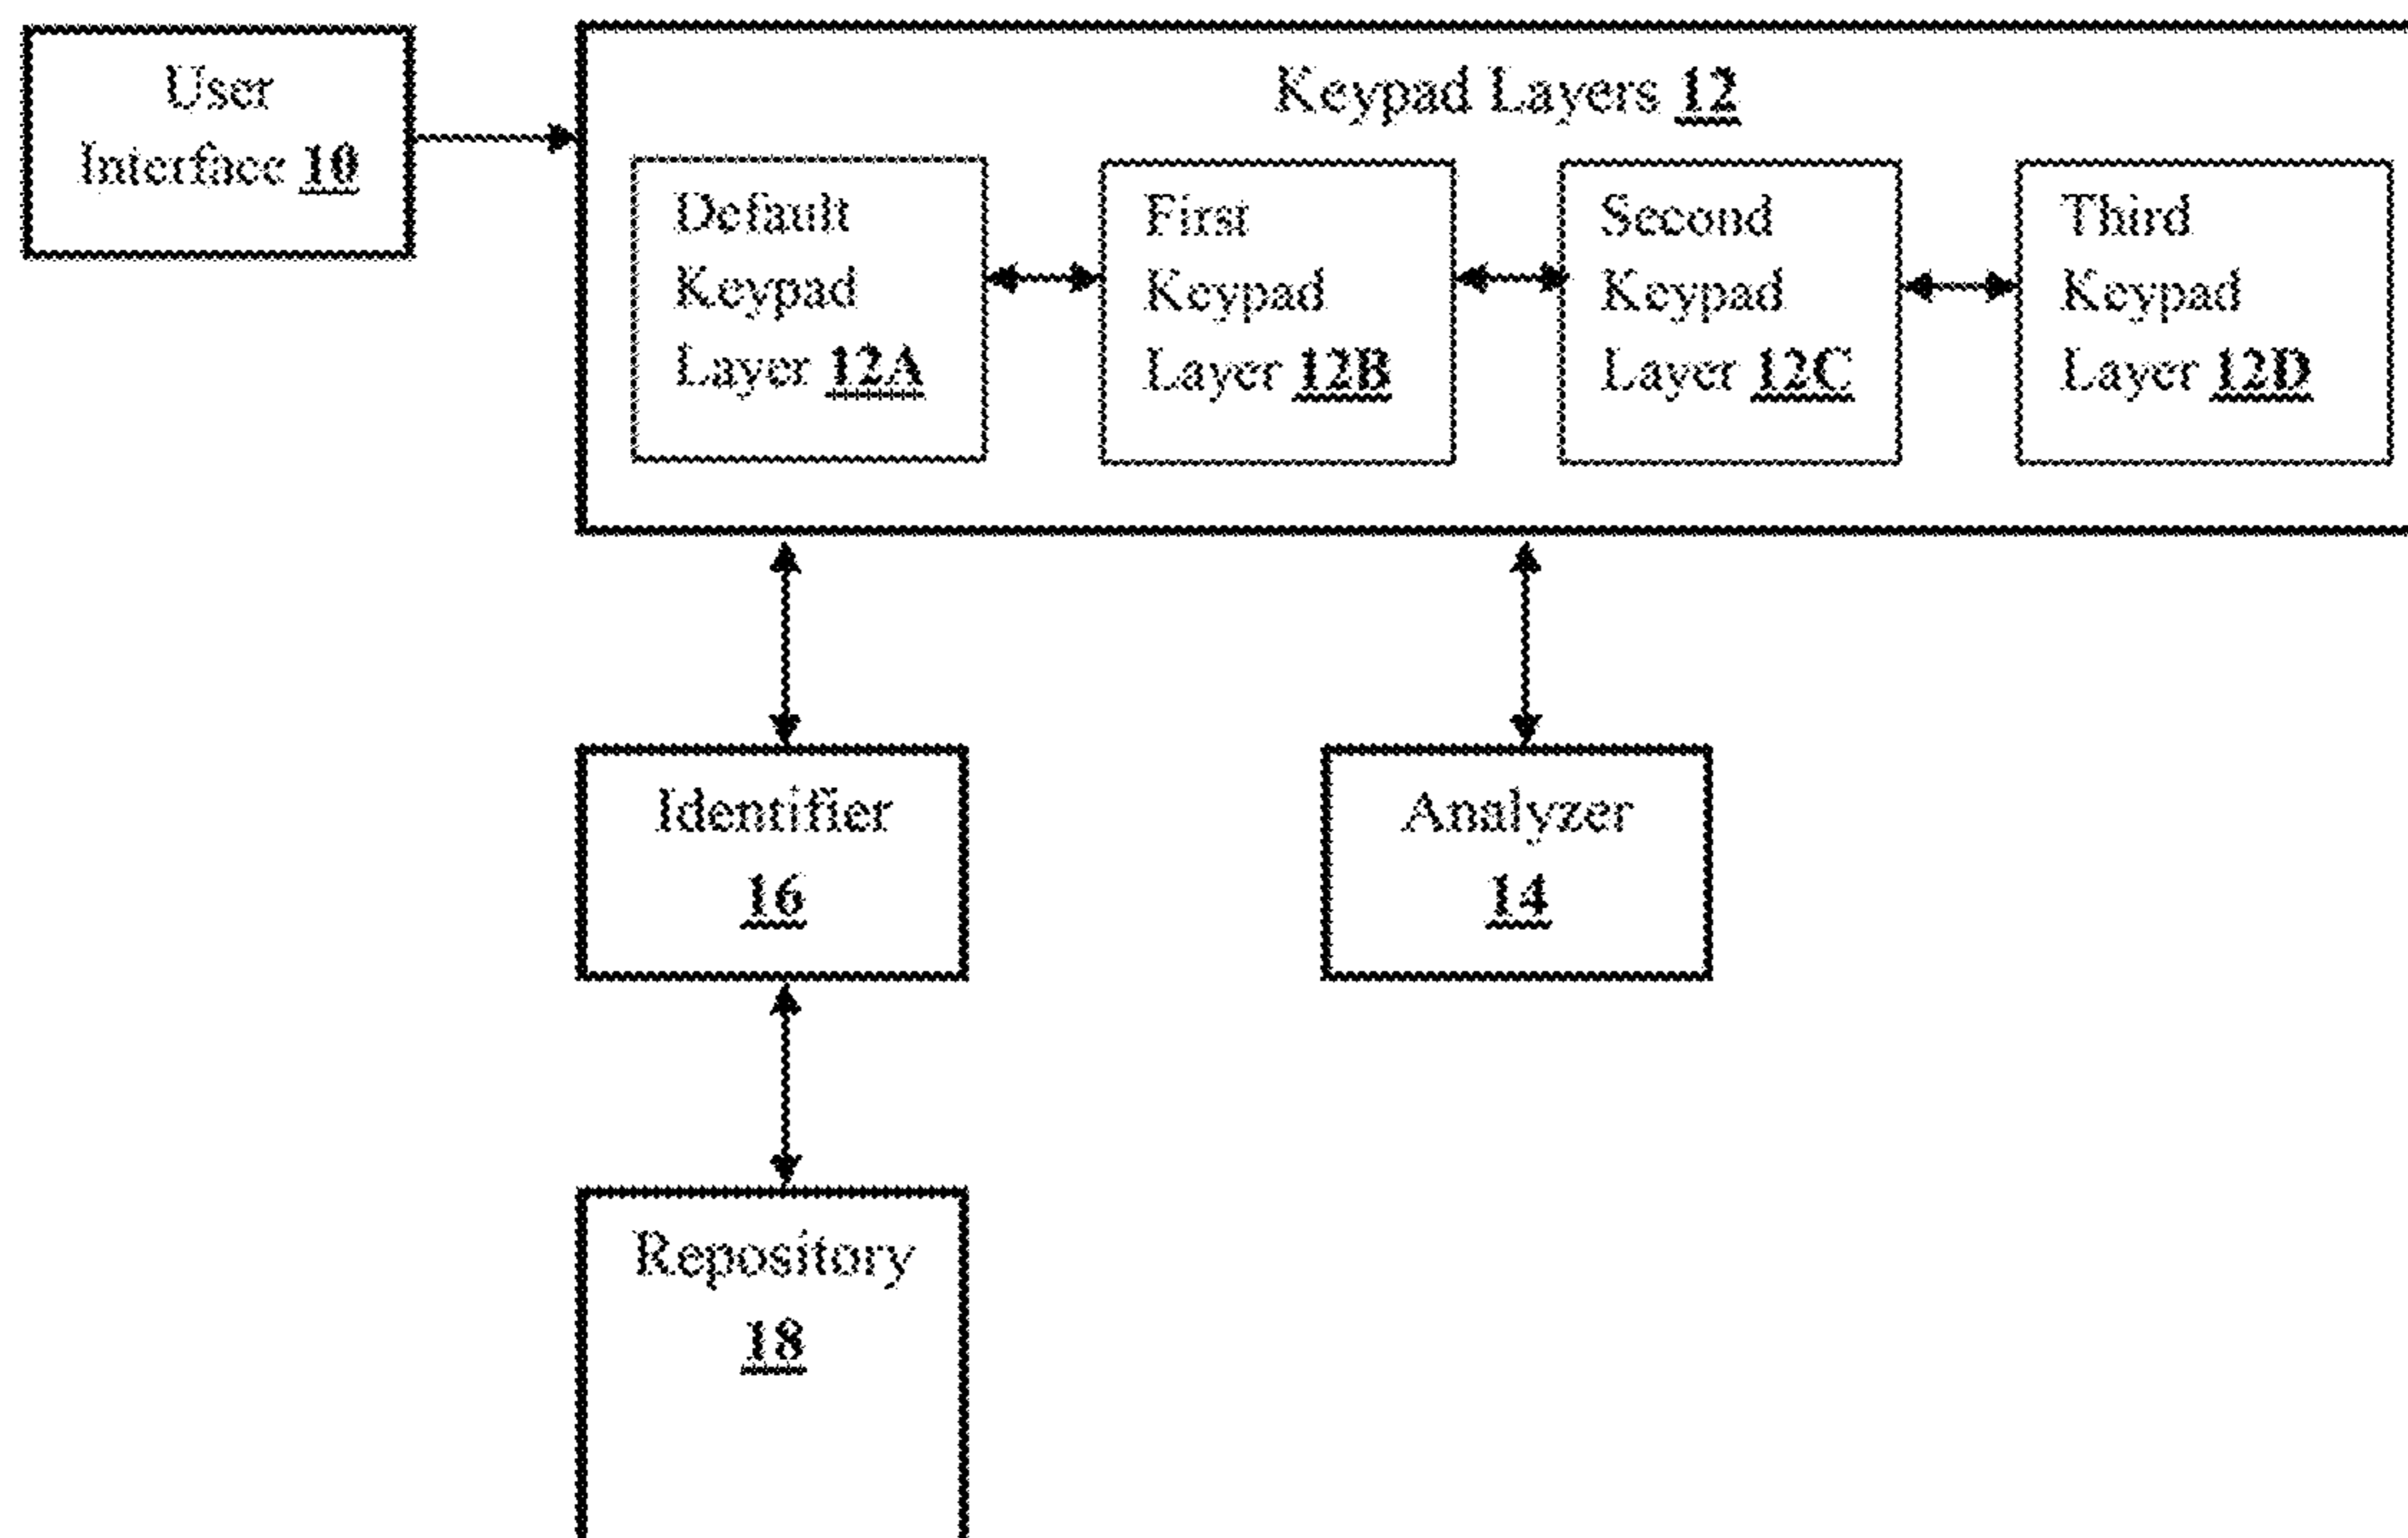 User
Interface 10
Keypad Layers 12
Default
Keypad
Layer 12A
First
Keypad
Layer 12B
Second
Keypad
Layer 12C
Third
Keypad
Layer 12D
Identifier
16
Analyzer
14
Repository
18